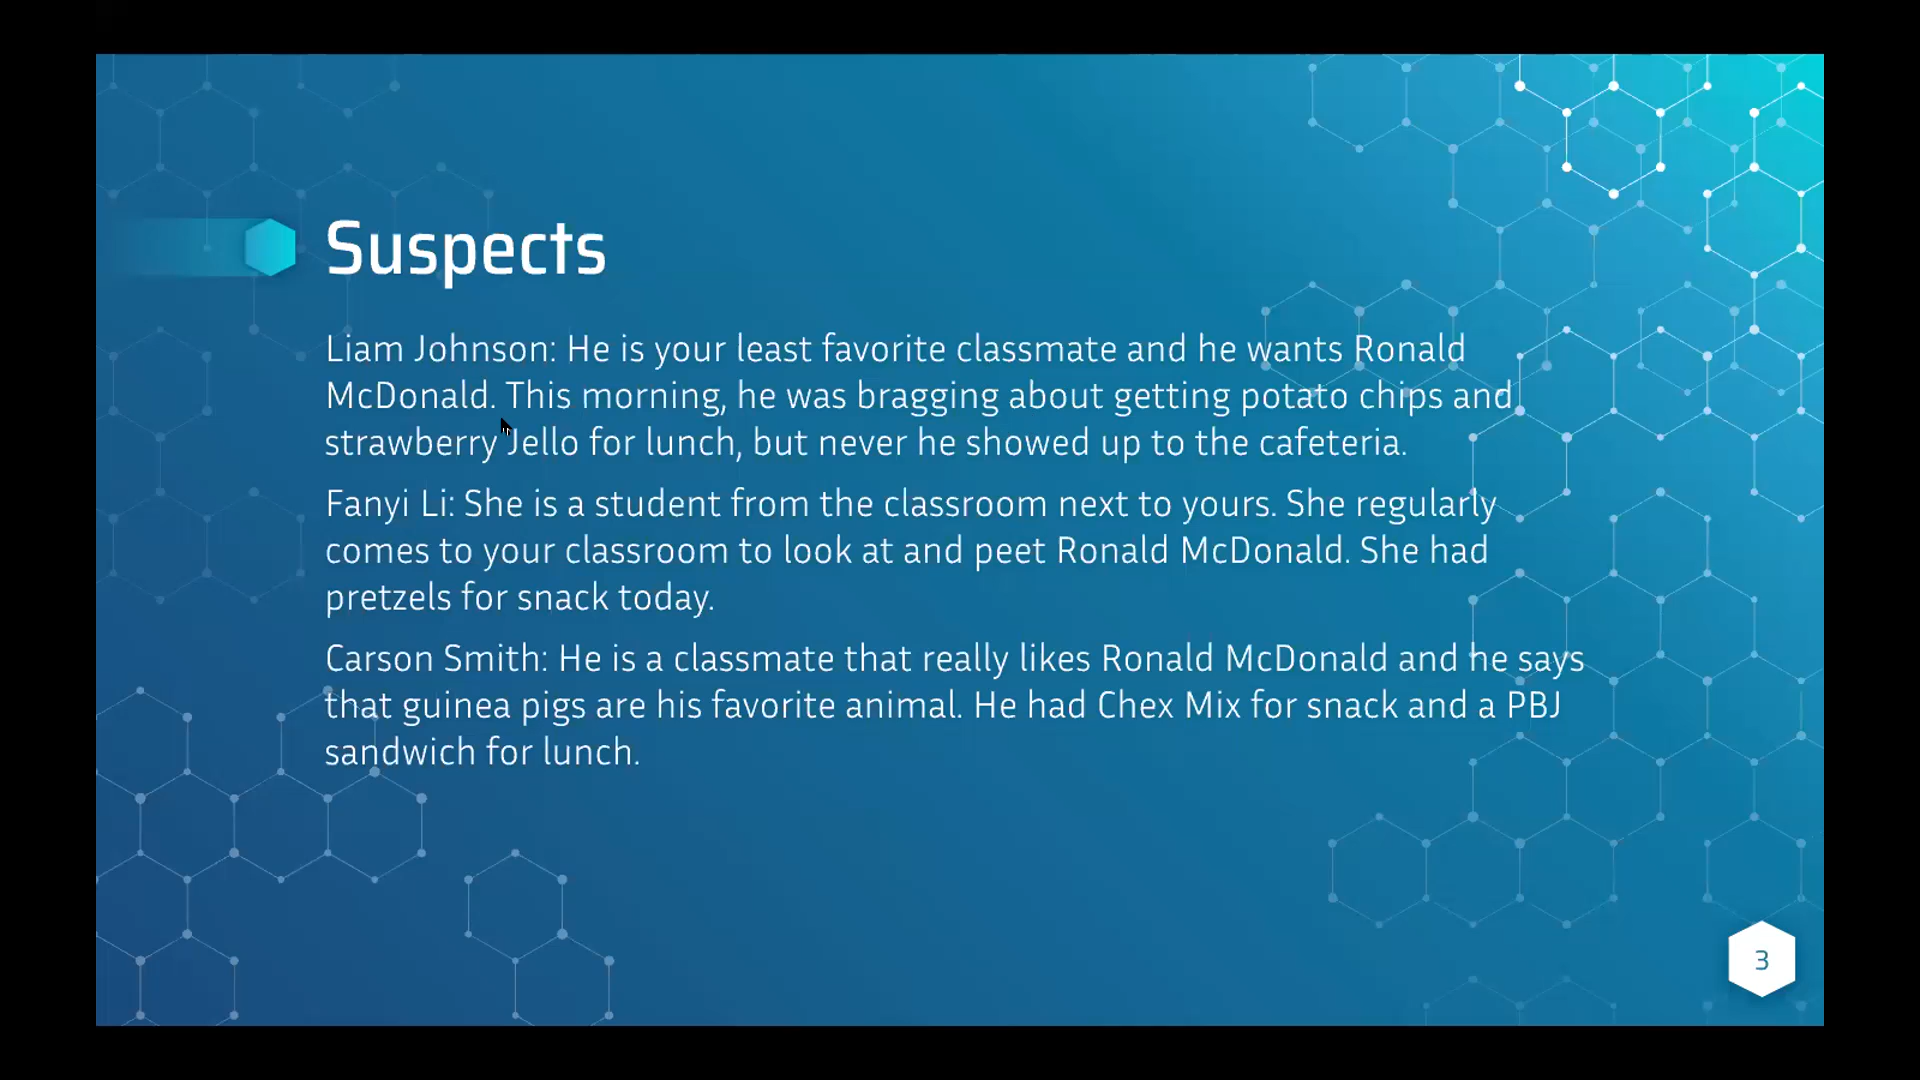 Suspects
Liam Johnson: He is your least favorite classmate and he wants Ronald
McDonald. This morning, he was bragging about getting potato chips and
strawberry Jello for lunch, but never he showed up to the cafeteria.
Fanyi Li: She is a student from the classroom next to yours. She regularly
comes to your classroom to look at and peet Ronald McDonald. She had
pretzels for snack today.
Carson Smith: He is a classmate that really likes Ronald McDonald and he says
that guinea pigs are his favorite animal. He had Chex Mix for snack and a PBJ
sandwich for lunch.
3